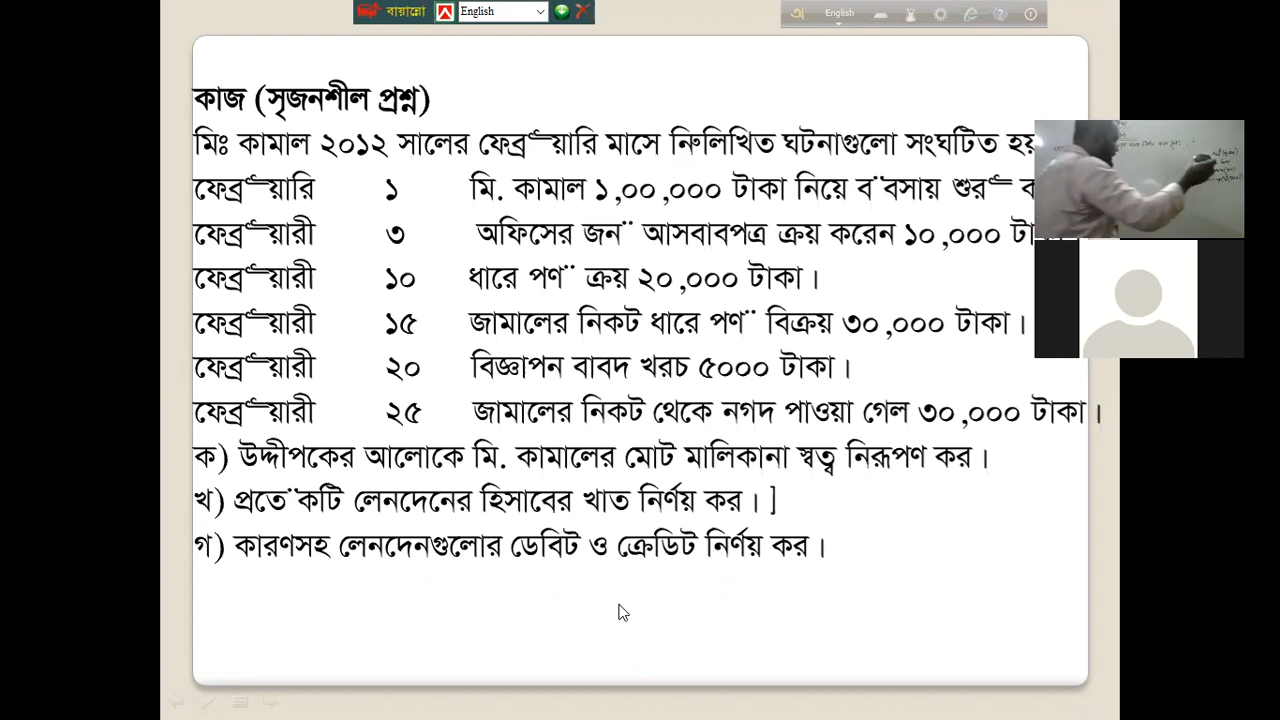 বায়ান্নো English অ English
কাজ (সৃজনশীল প্রশ্ন)
মিঃ কামাল ২০১২ সালের ফেব্রুয়ারি মাসে নিুলিখিত ঘটনাগুলো সংঘটিত হয়
ফেব্রুয়ারি ১ মি. কামাল ১,০০,০০০ টাকা নিয়ে ব¨বসায় শুর“
ফেব্রুয়ারী ৩ অফিসের জন¨ আসবাবপত্র ক্রয় করেন ১০,০০০
ফেব্রুয়ারী ১০ ধারে পণ¨ ক্রয় ২০,০০০ টাকা।
ফেব্রুয়ারী ১৫ জামালের নিকট ধারে পণ¨ বিক্রয় ৩০,০০০ টাকা।
ফেব্রুয়ারী ২০ বিজ্ঞাপন বাবদ খরচ ৫০০০ টাকা।
ফেব্রুয়ারী ২৫ জামালের নিকট থেকে নগদ পাওয়া গেল ৩০,০০০ টাকা।
ক) উদ্দীপকের আলোকে মি. কামালের মোট মালিকানা স্বত্ব নিরূপণ কর।
খ) প্রতে¨কটি লেনদেনের হিসাবের খাত নির্ণয় কর। ]
গ) কারণসহ লেনদেনগুলোর ডেবিট ও ক্রেডিট নির্ণয় কর।